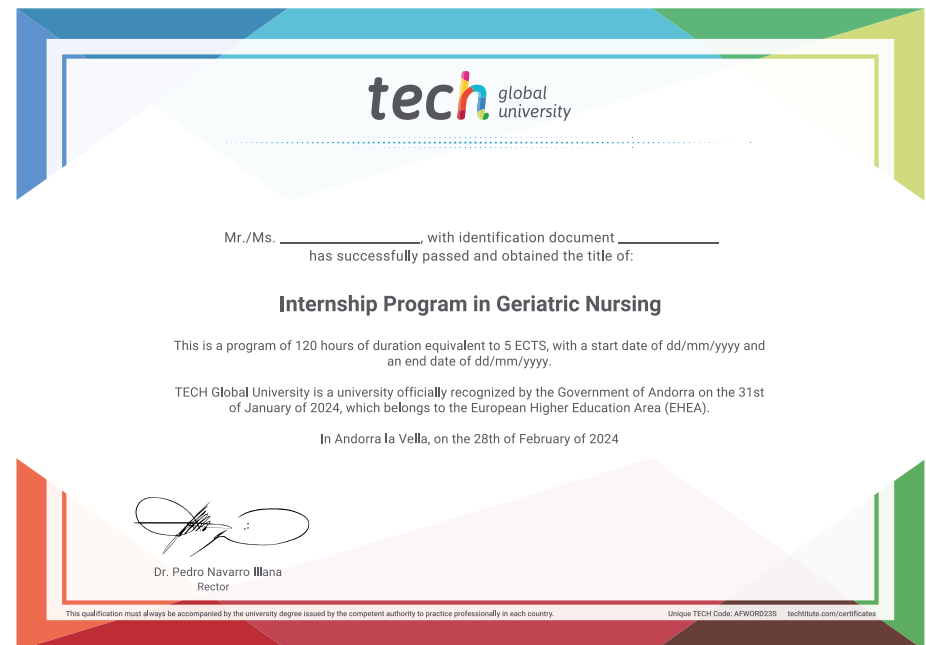 tech global
university
Mr./Ms. ____________, with identification document ____________
has successfully passed and obtained the title of:
Internship Program in Geriatric Nursing
This is a program of 120 hours of duration equivalent to 5 ECTS, with a start date of dd/mm/yyyy and
an end date of dd/mm/yyyy.
TECH Global University is a university officially recognized by the Government of Andorra on the 31st
of January of 2024, which belongs to the European Higher Education Area (EHEA).
In Andorra la Vella, on the 28th of February of 2024
Dr. Pedro Navarro Illana
Rector
This qualification must always be accompanied by the university degree issued by the competent authority to practice professionally in each country.
Unique TECH Code: AFWORD23S techtitute.com/certificates